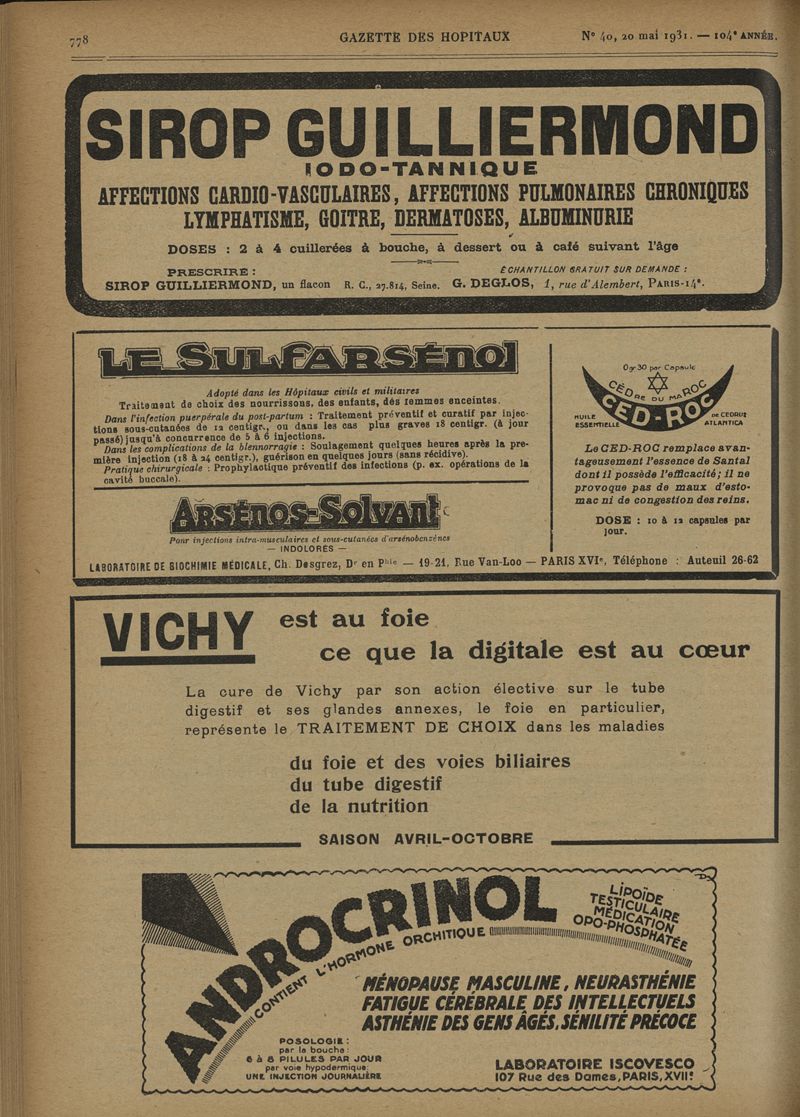 778
GAZETTE DES HOPITAUX
N° 40, 20 mai 1931. — 104e ANNÉE.
SIROP GUILLIERMOND
IODO-TANNIQUE
AFFECTIONS CARDIO-VASCULAIRES, AFFECTIONS PULMONAIRES CHRONIQUES
LYMPHATISME, GOITRE, DERMATOSES, ALBUMINURIE
DOSES : 2 à 4 cuillerées à bouche, à dessert ou à café suivant l'âge
PRESCRIRE :
SIROP GUILLIERMOND, un flacon R. C., 27.814, Seine.
ÉCHANTILLON GRATUIT SUR DEMANDE :
G. DEGLOS, 1, rue d'Alembert, PARIS-14e.
LE SULFARSÉNOL
Adopté dans les Hôpitaux civils et militaires
Traitement de choix des nourrissons, des enfants, des femmes enceintes.
Dans l'infection puerpérale du post-partum : Traitement préventif et curatif par injec-
tions sous-cutanées de 12 centigr., ou dans les cas plus graves 18 centigr. (à jour
passé) jusqu'à concurrence de 5 à 6 injections.
Dans les complications de la blennorragie : Soulagement quelques heures après la pre-
mière injection (18 à 24 centigr.), guérison en quelques jours (sans récidive).
Pratique chirurgicale : Prophylactique préventif des infections (p. ex. opérations de la
cavité buccale).
ARSÉNOS-SOLVANT
Pour injections intra-musculaires et sous-cutanées d'arsénobenzènes
— INDOLORES —
0gr30 par Capsule
CÈDRE DU MAROC
CED-ROC
HUILE
ESSENTIELLE
DE CEDRUS
ATLANTICA
Le CED-ROC remplace avan-
tageusement l'essence de Santal
dont il possède l'efficacité; il ne
provoque pas de maux d'esto-
mac ni de congestion des reins.
DOSE : 10 à 12 capsules par
jour.
LABORATOIRE DE BIOCHIMIE MÉDICALE, Ch. Desgrez, Dr en Phie — 19-21, Rue Van-Loo — PARIS XVIe, Téléphone : Auteuil 26-62
VICHY
est au foie
ce que la digitale est au cœur
La cure de Vichy par son action élective sur le tube
digestif et ses glandes annexes, le foie en particulier,
représente le TRAITEMENT DE CHOIX dans les maladies
du foie et des voies biliaires
du tube digestif
de la nutrition
SAISON AVRIL-OCTOBRE
ANDROCRINOL
CONTIENT L'HORMONE ORCHITIQUE
LIPOÏDE
TESTICULAIRE
MÉDICATION
OPO-PHOSPHATÉE
MÉNOPAUSE MASCULINE, NEURASTHÉNIE
FATIGUE CÉRÉBRALE DES INTELLECTUELS
ASTHÉNIE DES GENS ÂGÉS, SÉNILITÉ PRÉCOCE
POSOLOGIE :
par la bouche :
6 à 8 PILULES PAR JOUR
par voie hypodermique:
UNE INJECTION JOURNALIÈRE
LABORATOIRE ISCOVESCO
107 Rue des Dames, PARIS, XVIIe